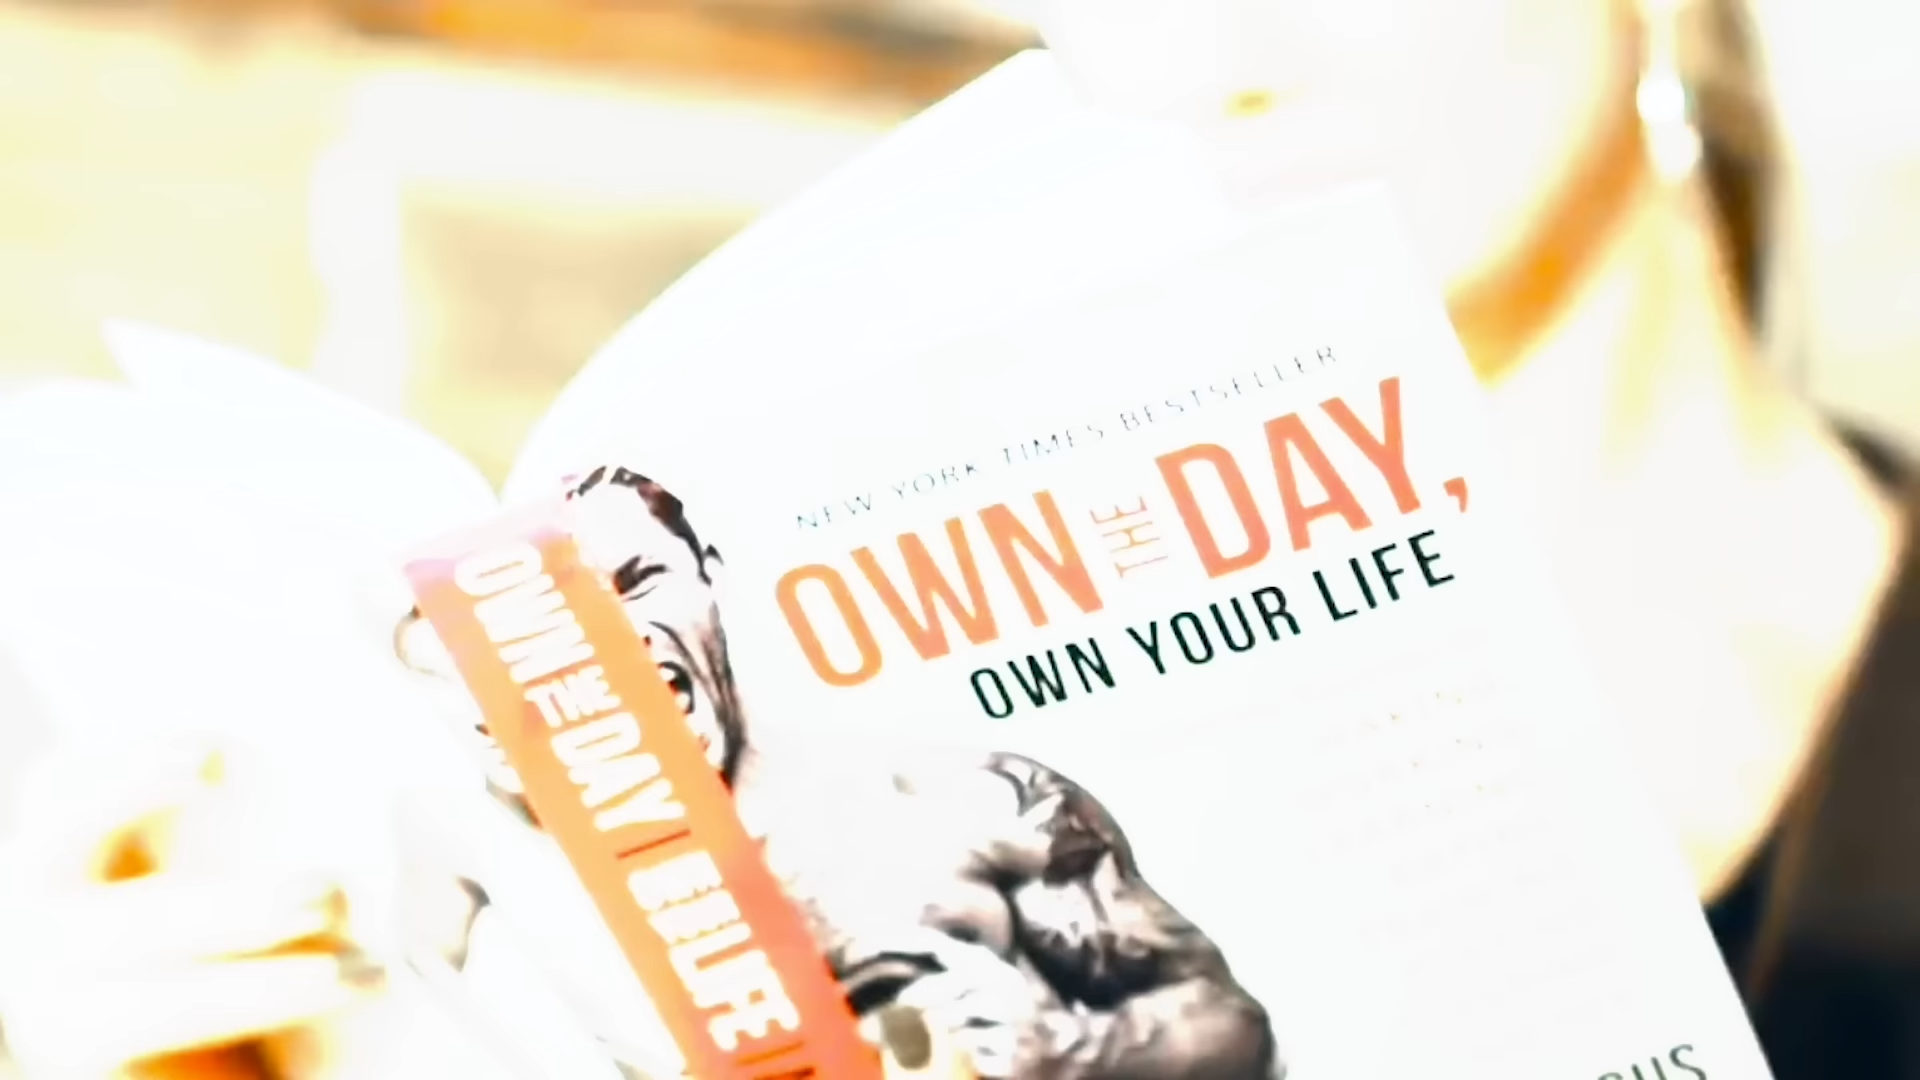 NEW YORK TIMES BESTSELLER
OWN THE DAY,
OWN YOUR LIFE
OWN THE DAY
LIFE